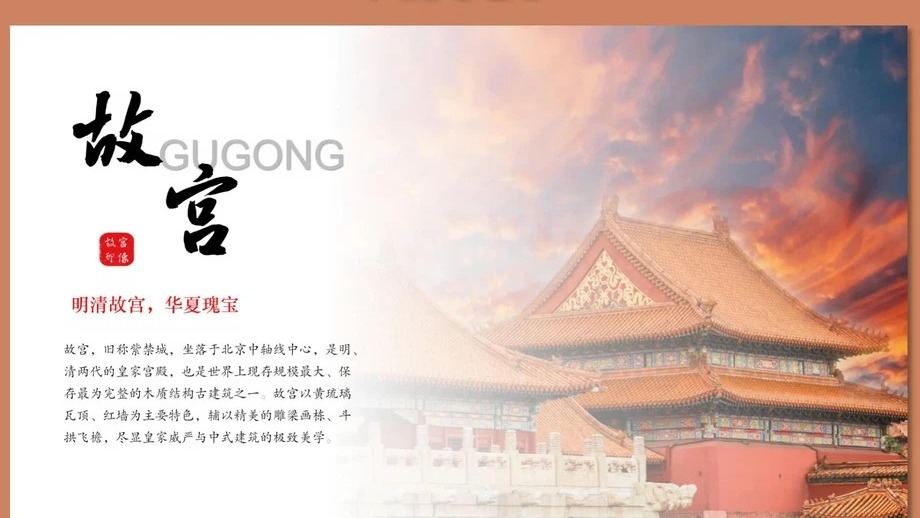 故
GUGONG
宫
故宫
印像
明清故宫，华夏瑰宝
故宫，旧称紫禁城，坐落于北京中轴线中心，是明、
清两代的皇家宫殿，也是世界上现存规模最大、保
存最为完整的木质结构古建筑之一。故宫以黄琉璃
瓦顶、红墙为主要特色，辅以精美的雕梁画栋、斗
拱飞檐，尽显皇家威严与中式建筑的极致美学。